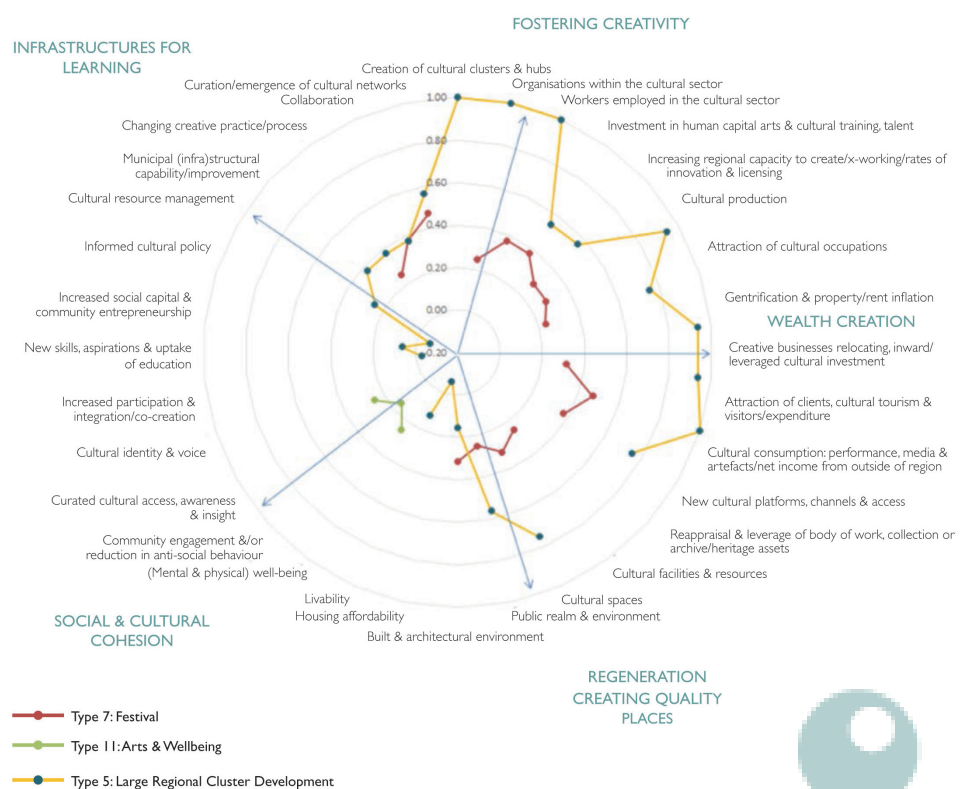 FOSTERING CREATIVITY
INFRASTRUCTURES FOR
LEARNING
Creation of cultural clusters & hubs
Curation/emergence of cultural networks
Organisations within the cultural sector
Collaboration
Workers employed in the cultural sector
Changing creative practice/process
Investment in human capital arts & cultural training, talent
Municipal (infra)structural
capability/improvement
Increasing regional capacity to create/x-working/rates of
innovation & licensing
Cultural resource management
Cultural production
Informed cultural policy
Attraction of cultural occupations
Increased social capital &
community entrepreneurship
Gentrification & property/rent inflation
WEALTH CREATION
New skills, aspirations & uptake
of education
Creative businesses relocating, inward/
leveraged cultural investment
Increased participation &
integration/co-creation
Attraction of clients, cultural tourism &
visitors/expenditure
Cultural identity & voice
Cultural consumption: performance, media &
artefacts/net income from outside of region
Curated cultural access, awareness
& insight
New cultural platforms, channels & access
Community engagement &/or
reduction in anti-social behaviour
Reappraisal & leverage of body of work, collection or
archive/heritage assets
(Mental & physical) well-being
Cultural facilities & resources
Livability
Cultural spaces
Housing affordability
Public realm & environment
Built & architectural environment
1.00
0.80
0.60
0.40
0.20
0.00
-0.20
SOCIAL & CULTURAL
COHESION
REGENERATION
CREATING QUALITY
PLACES
Type 7: Festival
Type 11: Arts & Wellbeing
Type 5: Large Regional Cluster Development